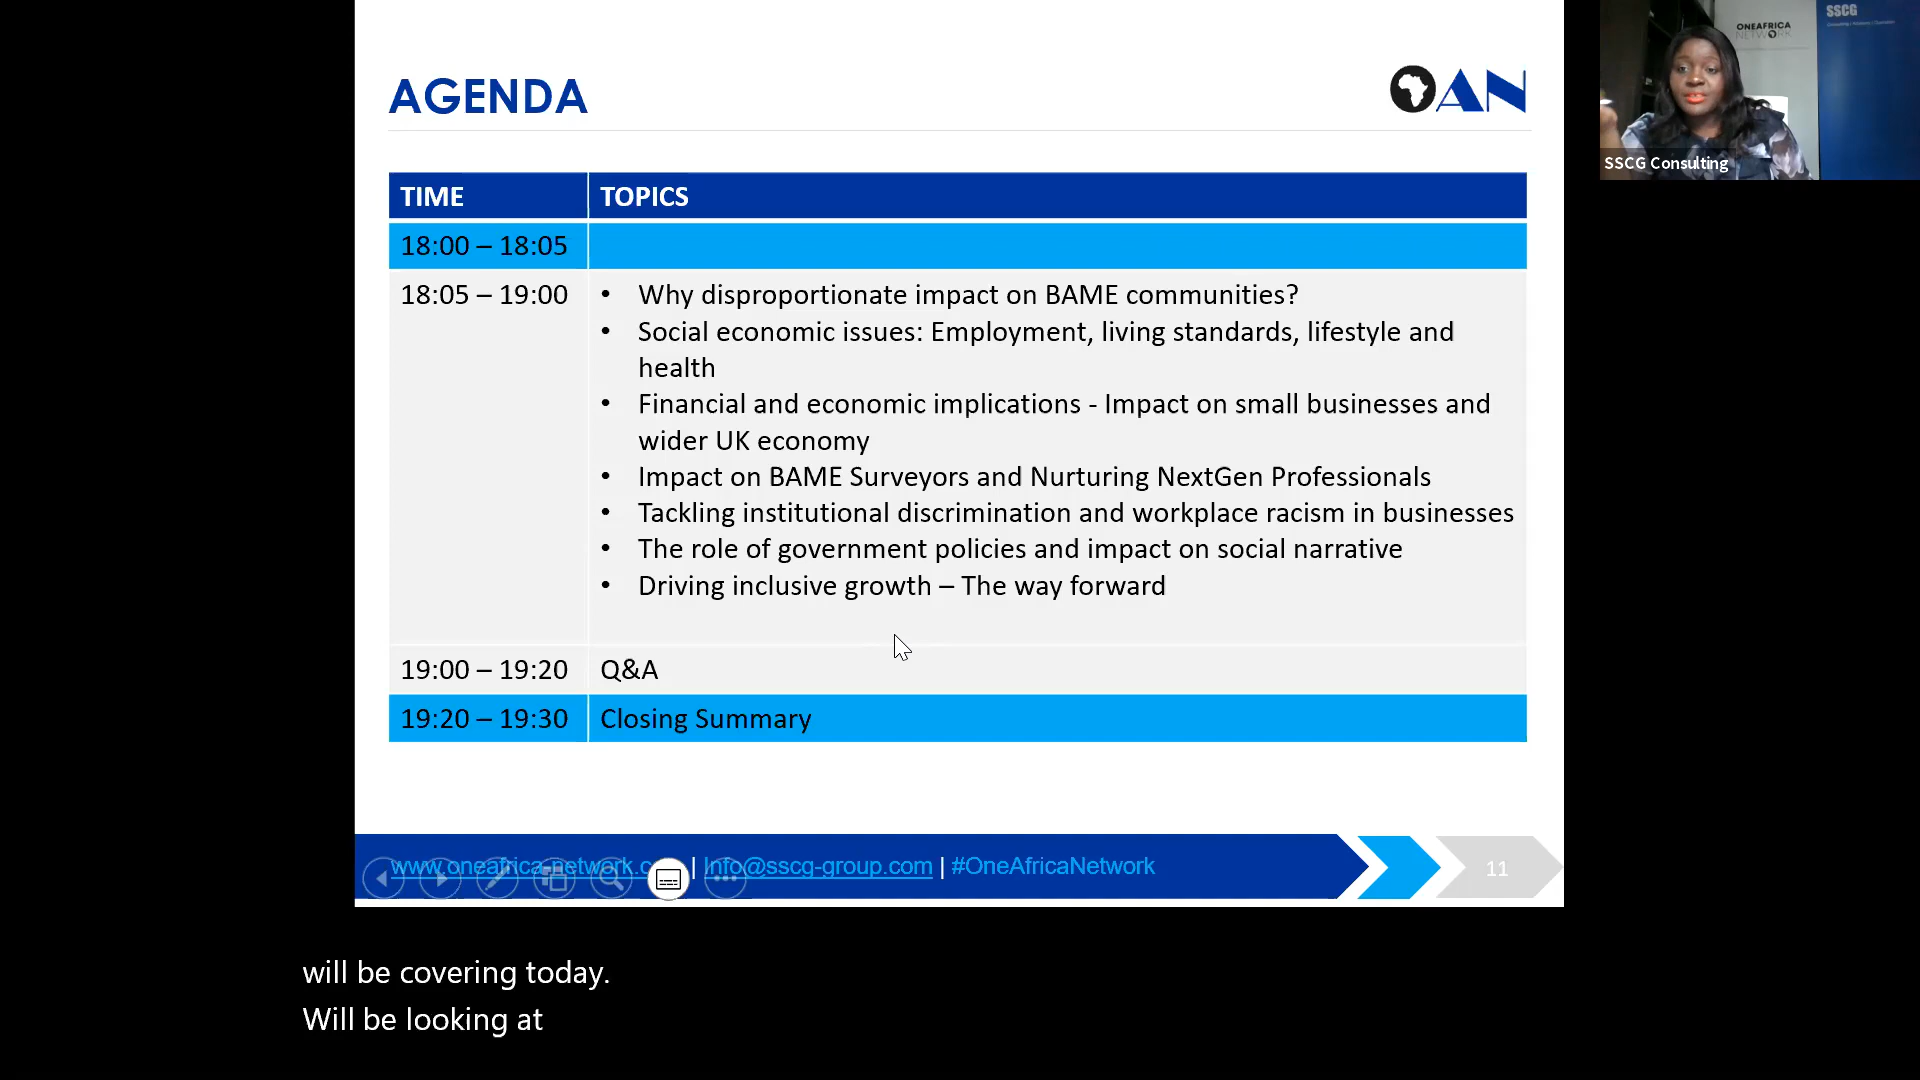 AGENDA
OAN
ONEAFRICA
NETWORK
SSCG
SSCG Consulting
TIME
TOPICS
18:00 – 18:05
18:05 – 19:00
• Why disproportionate impact on BAME communities?
• Social economic issues: Employment, living standards, lifestyle and
health
• Financial and economic implications - Impact on small businesses and
wider UK economy
• Impact on BAME Surveyors and Nurturing NextGen Professionals
• Tackling institutional discrimination and workplace racism in businesses
• The role of government policies and impact on social narrative
• Driving inclusive growth – The way forward
19:00 – 19:20
Q&A
19:20 – 19:30
Closing Summary
www.oneafrica-network.c | Info@sscg-group.com | #OneAfricaNetwork
11
will be covering today.
Will be looking at